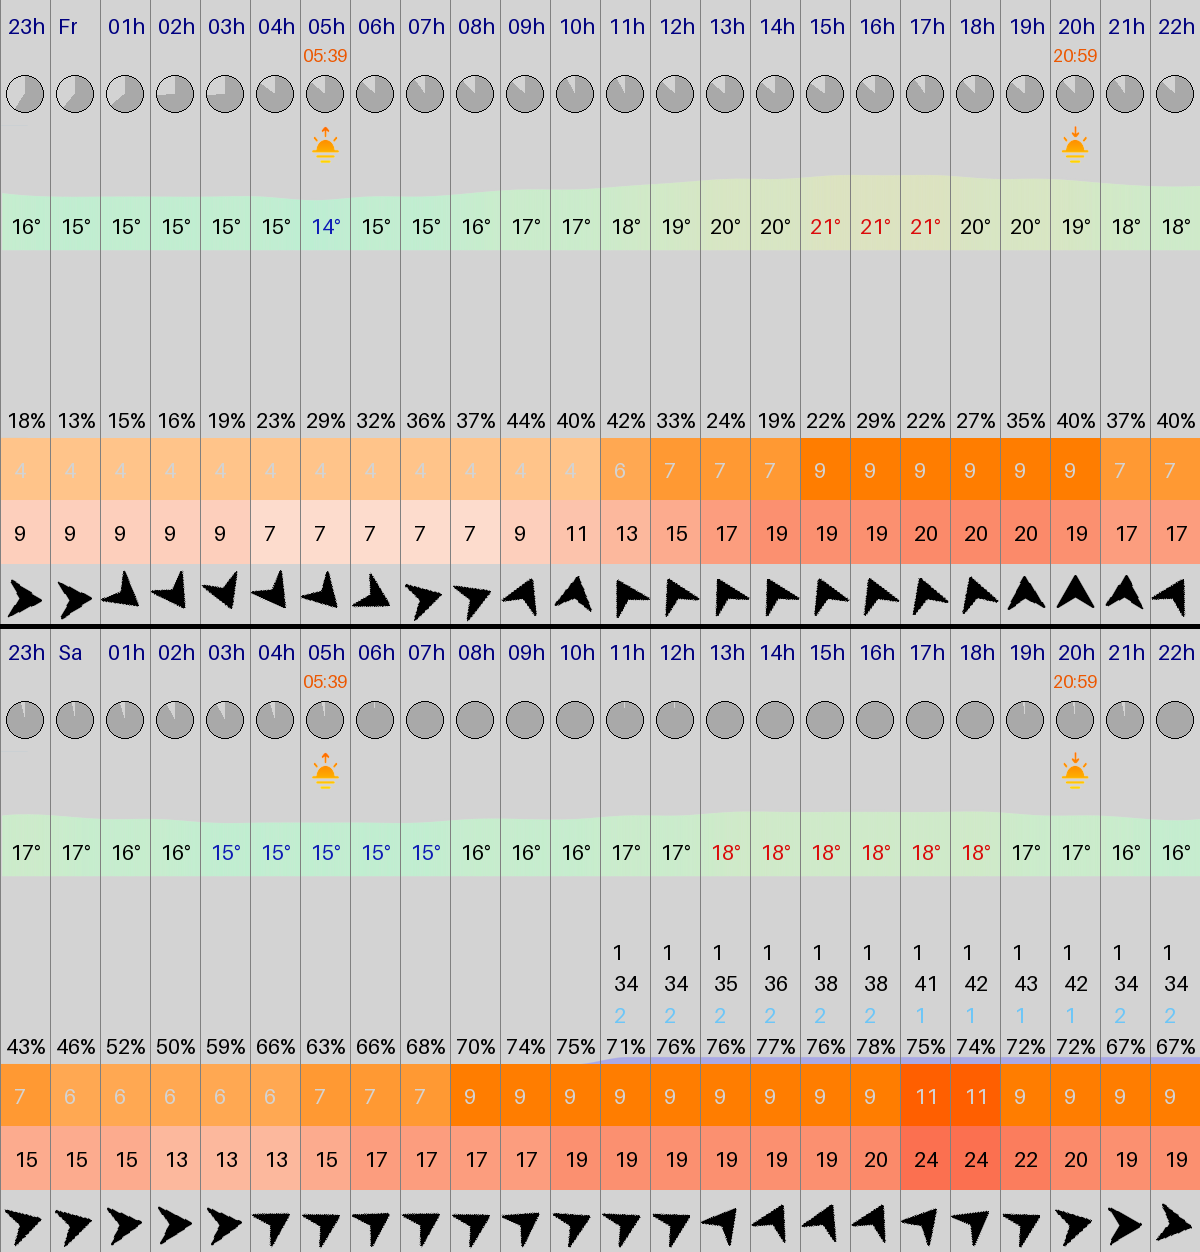 23h Fr 01h 02h 03h 04h 05h 06h 07h 08h 09h 10h 11h 12h 13h 14h 15h 16h 17h 18h 19h 20h 21h 22h
05:39 20:59
16° 15° 15° 15° 15° 15° 14° 15° 15° 16° 17° 17° 18° 19° 20° 20° 21° 21° 21° 20° 20° 19° 18° 18°
18% 13% 15% 16% 19% 23% 29% 32% 36% 37% 44% 40% 42% 33% 24% 19% 22% 29% 22% 27% 35% 40% 37% 40%
4 4 4 4 4 4 4 4 4 4 4 4 6 7 7 7 9 9 9 9 9 9 7 7
9 9 9 9 9 7 7 7 7 7 9 11 13 15 17 19 19 19 20 20 20 19 17 17
23h Sa 01h 02h 03h 04h 05h 06h 07h 08h 09h 10h 11h 12h 13h 14h 15h 16h 17h 18h 19h 20h 21h 22h
05:39 20:59
17° 17° 16° 16° 15° 15° 15° 15° 15° 16° 16° 16° 17° 17° 18° 18° 18° 18° 18° 18° 17° 17° 16° 16°
1 1 1 1 1 1 1 1 1 1 1 1
34 34 35 36 38 38 41 42 43 42 34 34
2 2 2 2 2 2 1 1 1 1 2 2
43% 46% 52% 50% 59% 66% 63% 66% 68% 70% 74% 75% 71% 76% 76% 77% 76% 78% 75% 74% 72% 72% 67% 67%
7 6 6 6 6 6 7 7 7 9 9 9 9 9 9 9 9 9 11 11 9 9 9 9
15 15 15 13 13 13 15 17 17 17 17 19 19 19 19 19 19 20 24 24 22 20 19 19